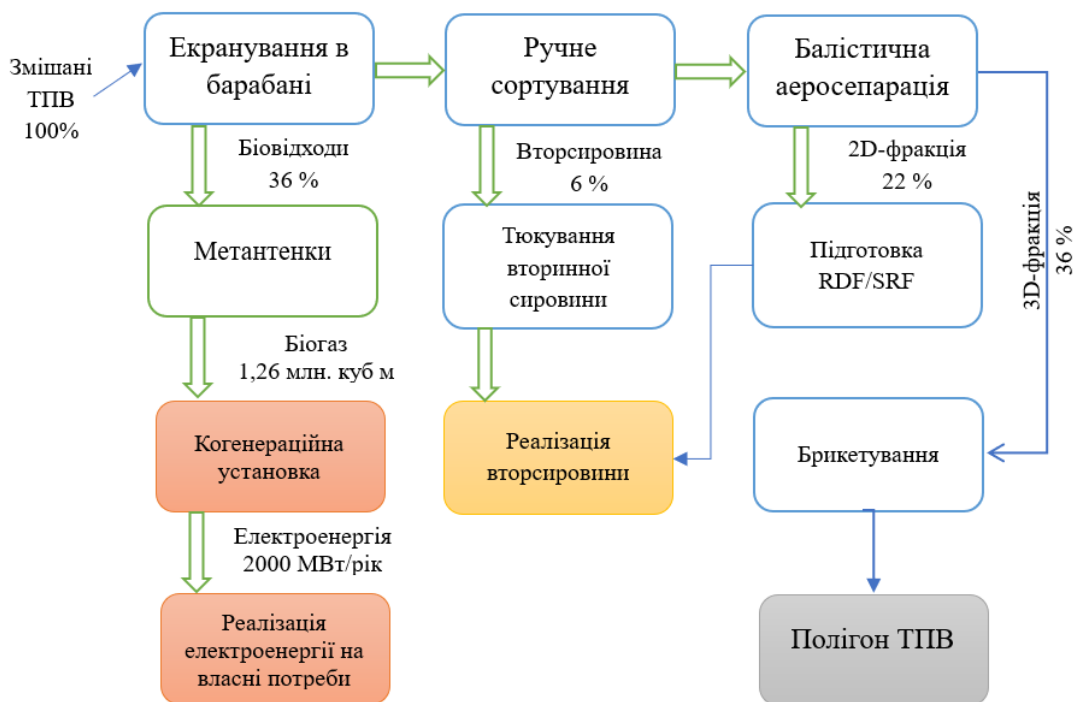 Змішані
ТПВ
100%
Екранування в
барабані
Ручне
сортування
Балістична
аеросепарація
Біовідходи
36 %
Вторсировина
6 %
2D-фракція
22 %
3D-фракція
36 %
Метантенки
Тюкування
вторинної
сировини
Підготовка
RDF/SRF
Біогаз
1,26 млн. куб м
Когенераційна
установка
Реалізація
вторсировини
Брикетування
Електроенергія
2000 МВт/рік
Реалізація
електроенергії на
власні потреби
Полігон ТПВ